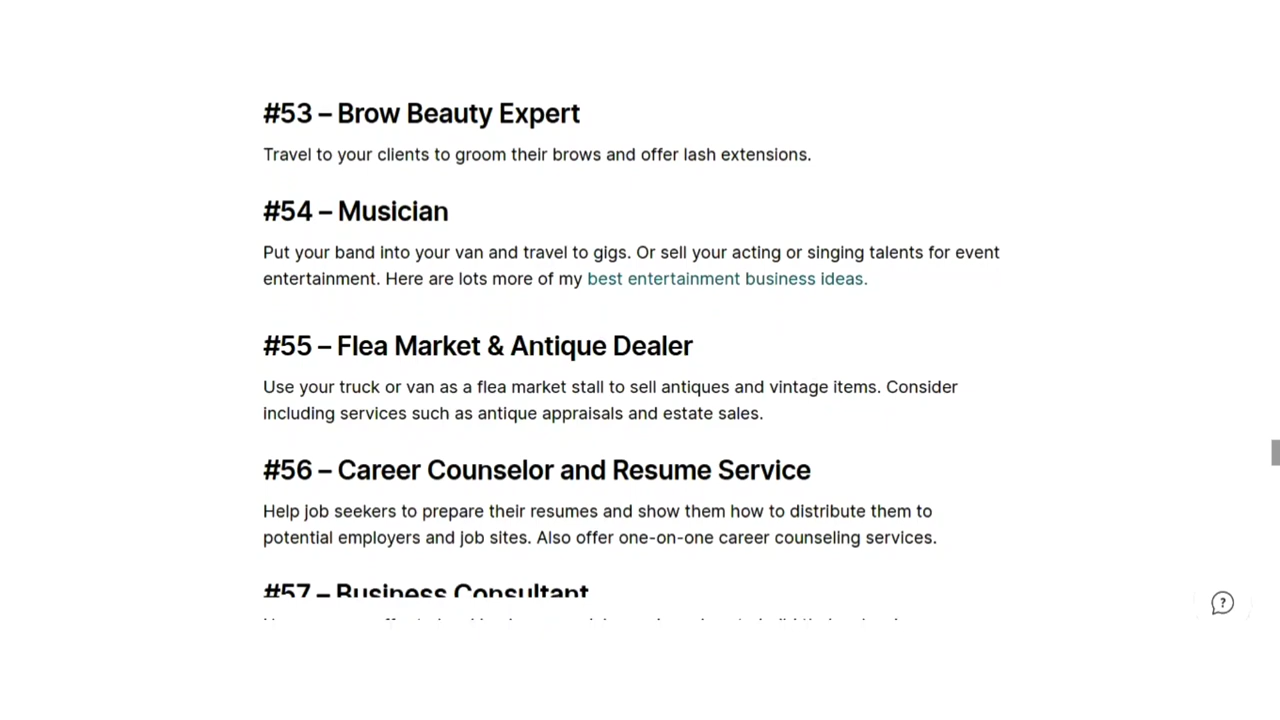 #53 – Brow Beauty Expert
Travel to your clients to groom their brows and offer lash extensions.
#54 – Musician
Put your band into your van and travel to gigs. Or sell your acting or singing talents for event
entertainment. Here are lots more of my best entertainment business ideas.
#55 – Flea Market & Antique Dealer
Use your truck or van as a flea market stall to sell antiques and vintage items. Consider
including services such as antique appraisals and estate sales.
#56 – Career Counselor and Resume Service
Help job seekers to prepare their resumes and show them how to distribute them to
potential employers and job sites. Also offer one-on-one career counseling services.
#57 – Business Consultant
?